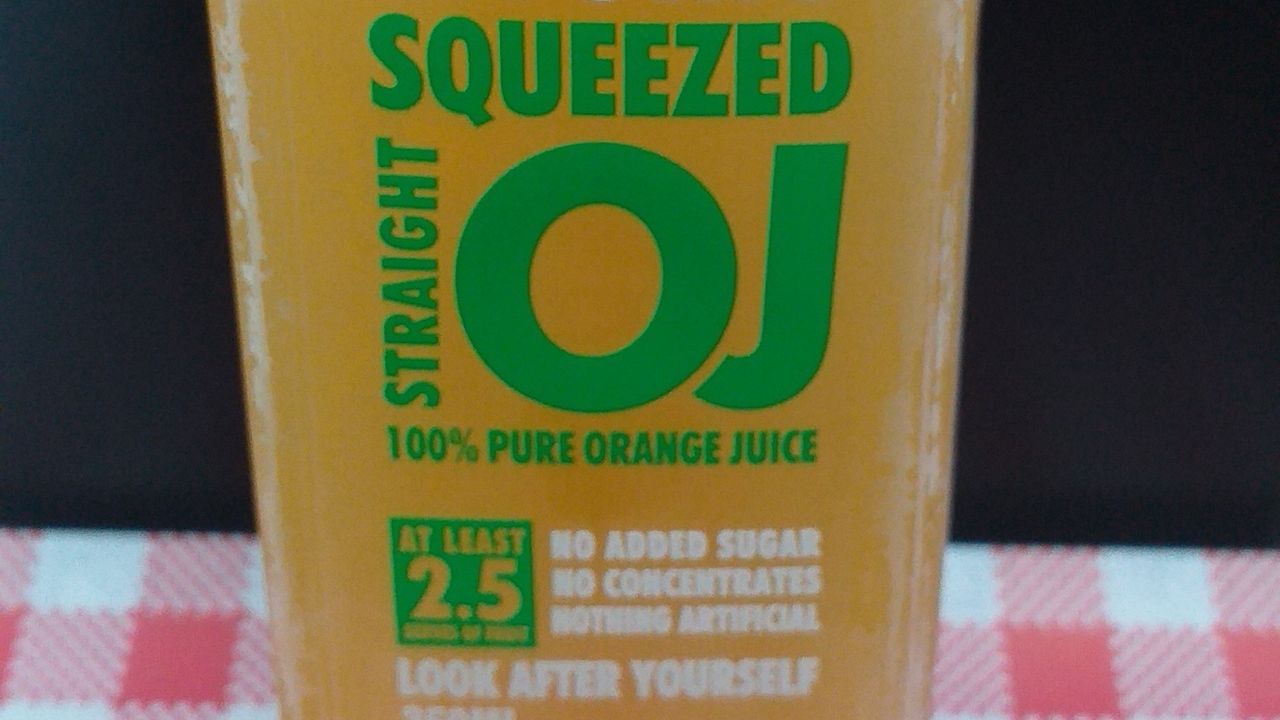 SQUEEZED
STRAIGHT
OJ
100% PURE ORANGE JUICE
AT LEAST
2.5
NO ADDED SUGAR
NO CONCENTRATES
NOTHING ARTIFICIAL
LOOK AFTER YOURSELF